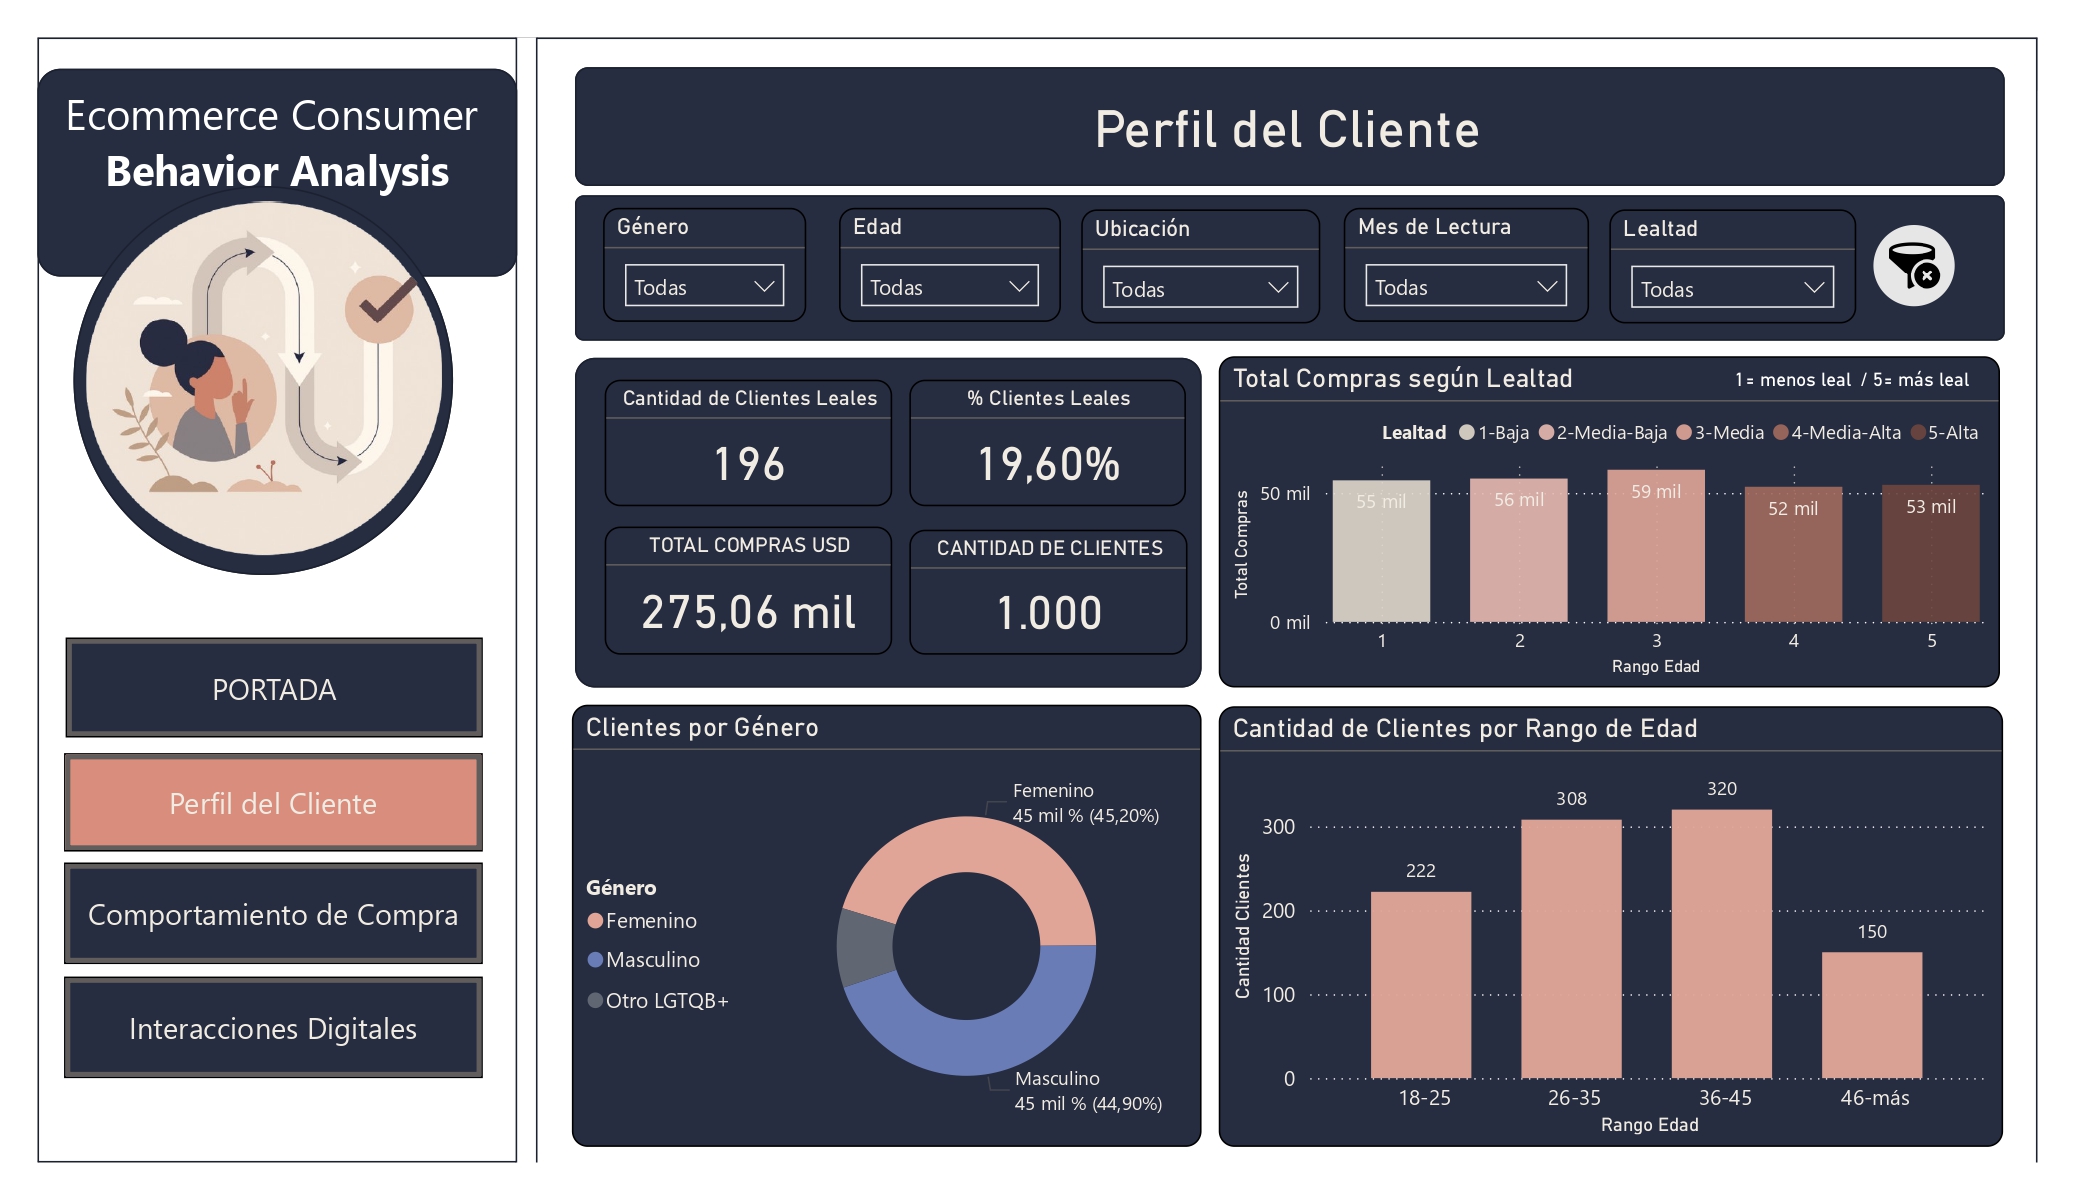 Ecommerce Consumer
Behavior Analysis
PORTADA
Perfil del Cliente
Comportamiento de Compra
Interacciones Digitales
Perfil del Cliente
Género
Todas
Edad
Todas
Ubicación
Todas
Mes de Lectura
Todas
Lealtad
Todas
Cantidad de Clientes Leales
196
% Clientes Leales
19,60%
TOTAL COMPRAS USD
275,06 mil
CANTIDAD DE CLIENTES
1.000
Total Compras según Lealtad
1= menos leal / 5= más leal
Lealtad 1-Baja 2-Media-Baja 3-Media 4-Media-Alta 5-Alta
Total Compras
50 mil
0 mil
55 mil
56 mil
59 mil
52 mil
53 mil
1 2 3 4 5
Rango Edad
Clientes por Género
Género
Femenino
Masculino
Otro LGTQB+
Femenino
45 mil % (45,20%)
Masculino
45 mil % (44,90%)
Cantidad de Clientes por Rango de Edad
Cantidad Clientes
300
200
100
0
222
308
320
150
18-25 26-35 36-45 46-más
Rango Edad